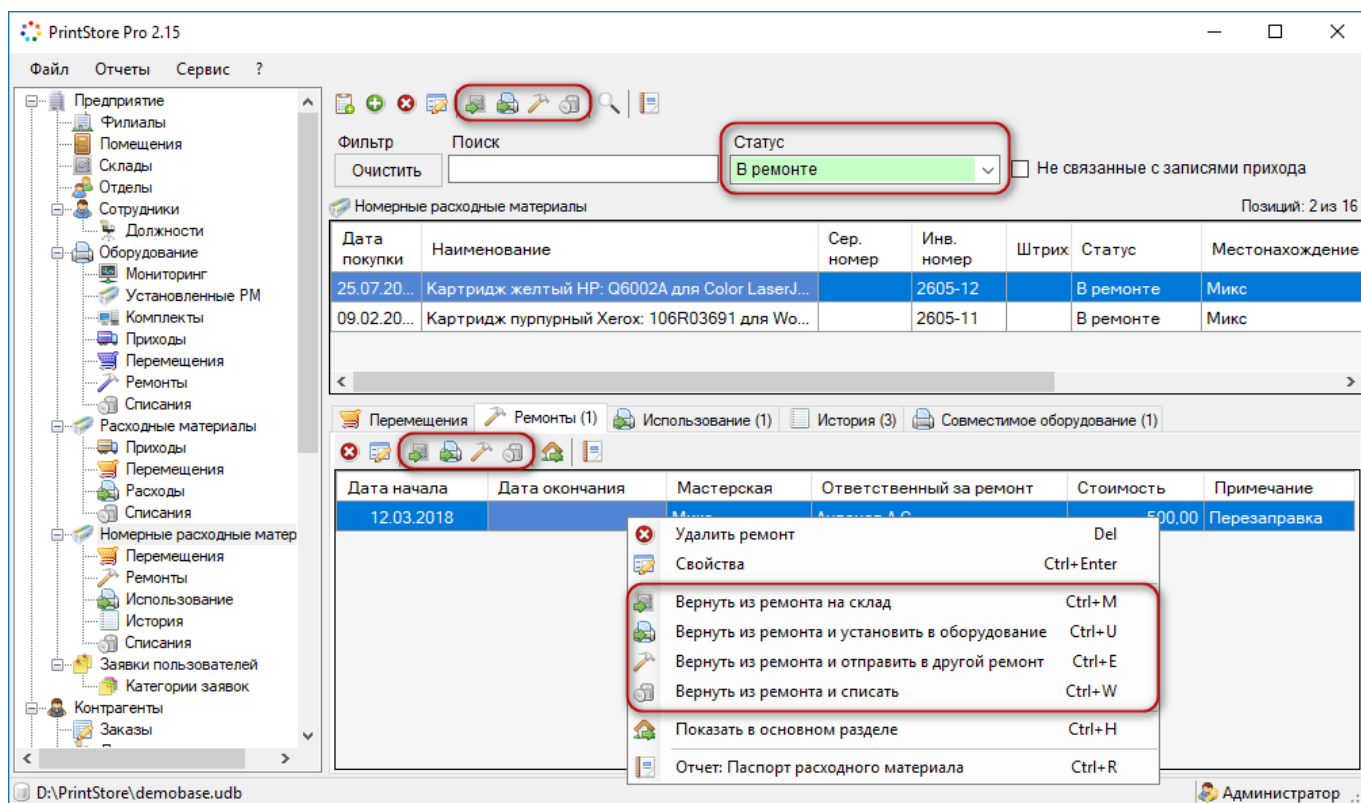 PrintStore Pro 2.15
Файл Отчеты Сервис ?
Предприятие
Филиалы
Помещения
Склады
Отделы
Сотрудники
Должности
Оборудование
Мониторинг
Установленные РМ
Комплекты
Приходы
Перемещения
Ремонты
Списания
Расходные материалы
Приходы
Перемещения
Расходы
Списания
Номерные расходные матер
Перемещения
Ремонты
Использование
История
Списания
Заявки пользователей
Категории заявок
Контрагенты
Заказы
Фильтр Поиск Статус
Очистить В ремонте Не связанные с записями прихода
Номерные расходные материалы Позиций: 2 из 16
Дата покупки Наименование Сер. номер Инв. номер Штрих Статус Местонахождение
25.07.20... Картридж желтый HP: Q6002A для Color LaserJ... 2605-12 В ремонте Микс
09.02.20... Картридж пурпурный Xerox: 106R03691 для Wo... 2605-11 В ремонте Микс
Перемещения Ремонты (1) Использование (1) История (3) Совместимое оборудование (1)
Дата начала Дата окончания Мастерская Ответственный за ремонт Стоимость Примечание
12.03.2018 500,00 Перезаправка
Удалить ремонт Del
Свойства Ctrl+Enter
Вернуть из ремонта на склад Ctrl+M
Вернуть из ремонта и установить в оборудование Ctrl+U
Вернуть из ремонта и отправить в другой ремонт Ctrl+E
Вернуть из ремонта и списать Ctrl+W
Показать в основном разделе Ctrl+H
Отчет: Паспорт расходного материала Ctrl+R
D:\PrintStore\demobase.udb Администратор